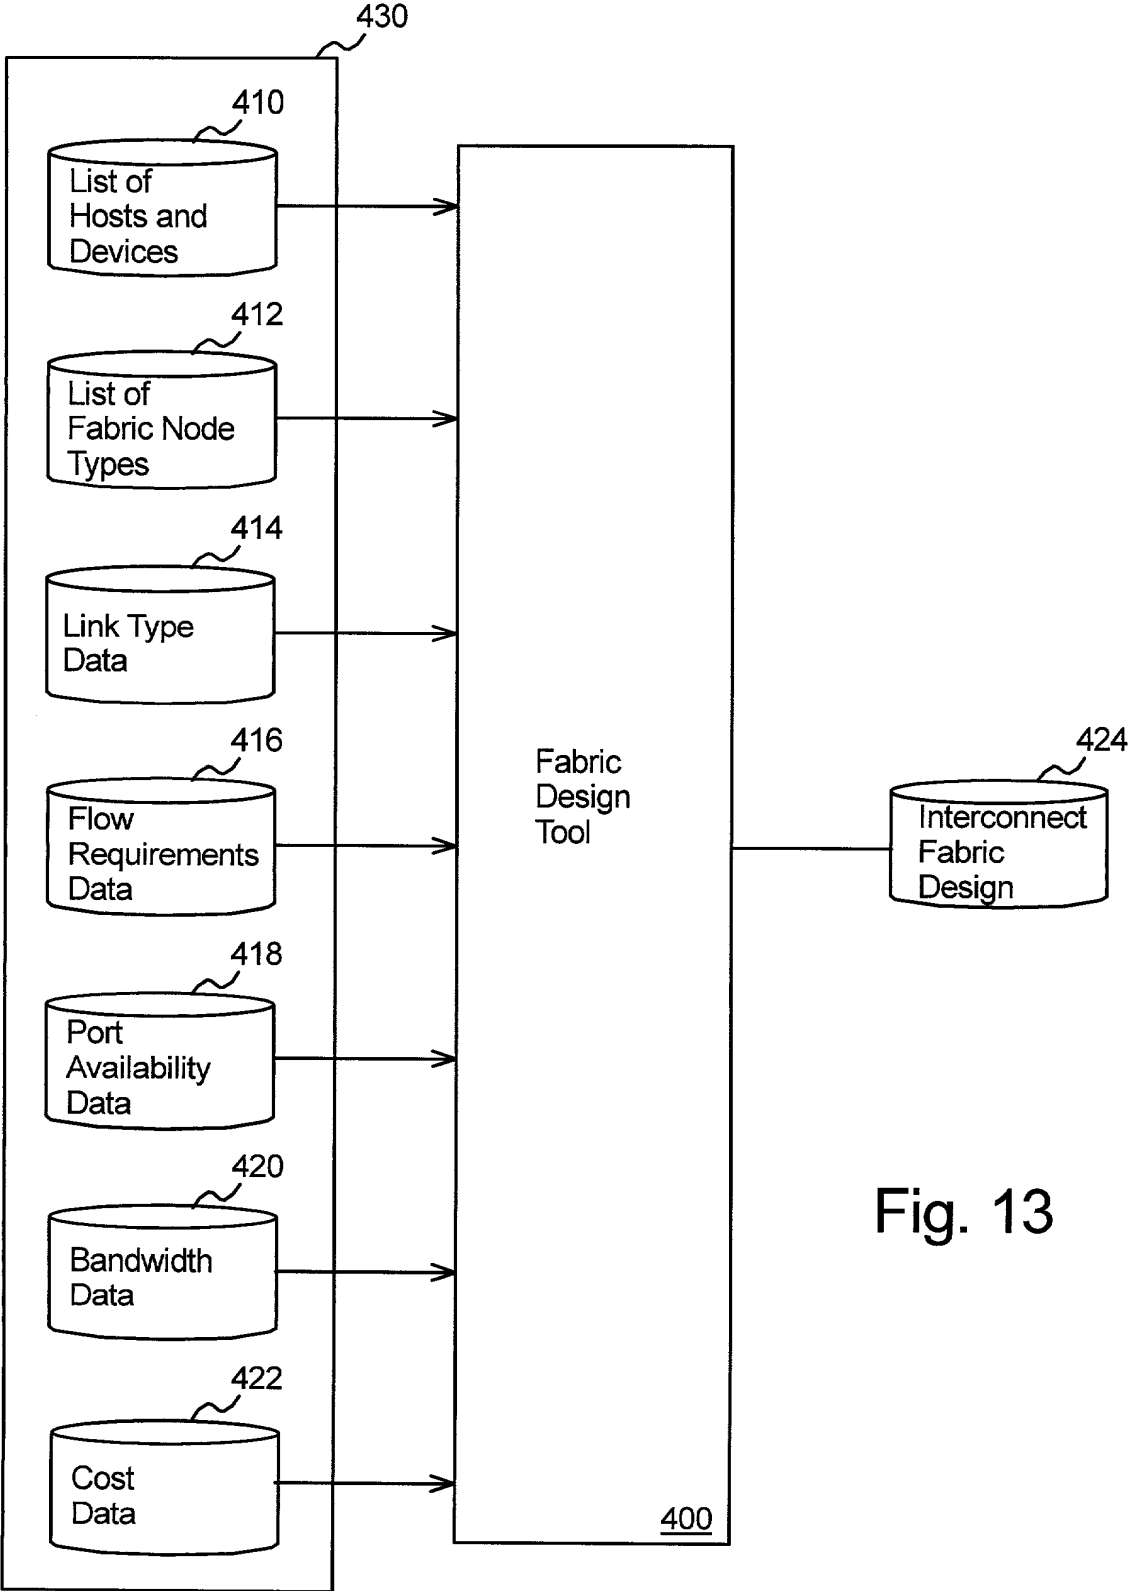 430
410
List of
Hosts and
Devices
412
List of
Fabric Node
Types
414
Link Type
Data
416
Flow
Requirements
Data
418
Port
Availability
Data
420
Bandwidth
Data
422
Cost
Data
Fabric
Design
Tool
400
424
Interconnect
Fabric
Design
Fig. 13